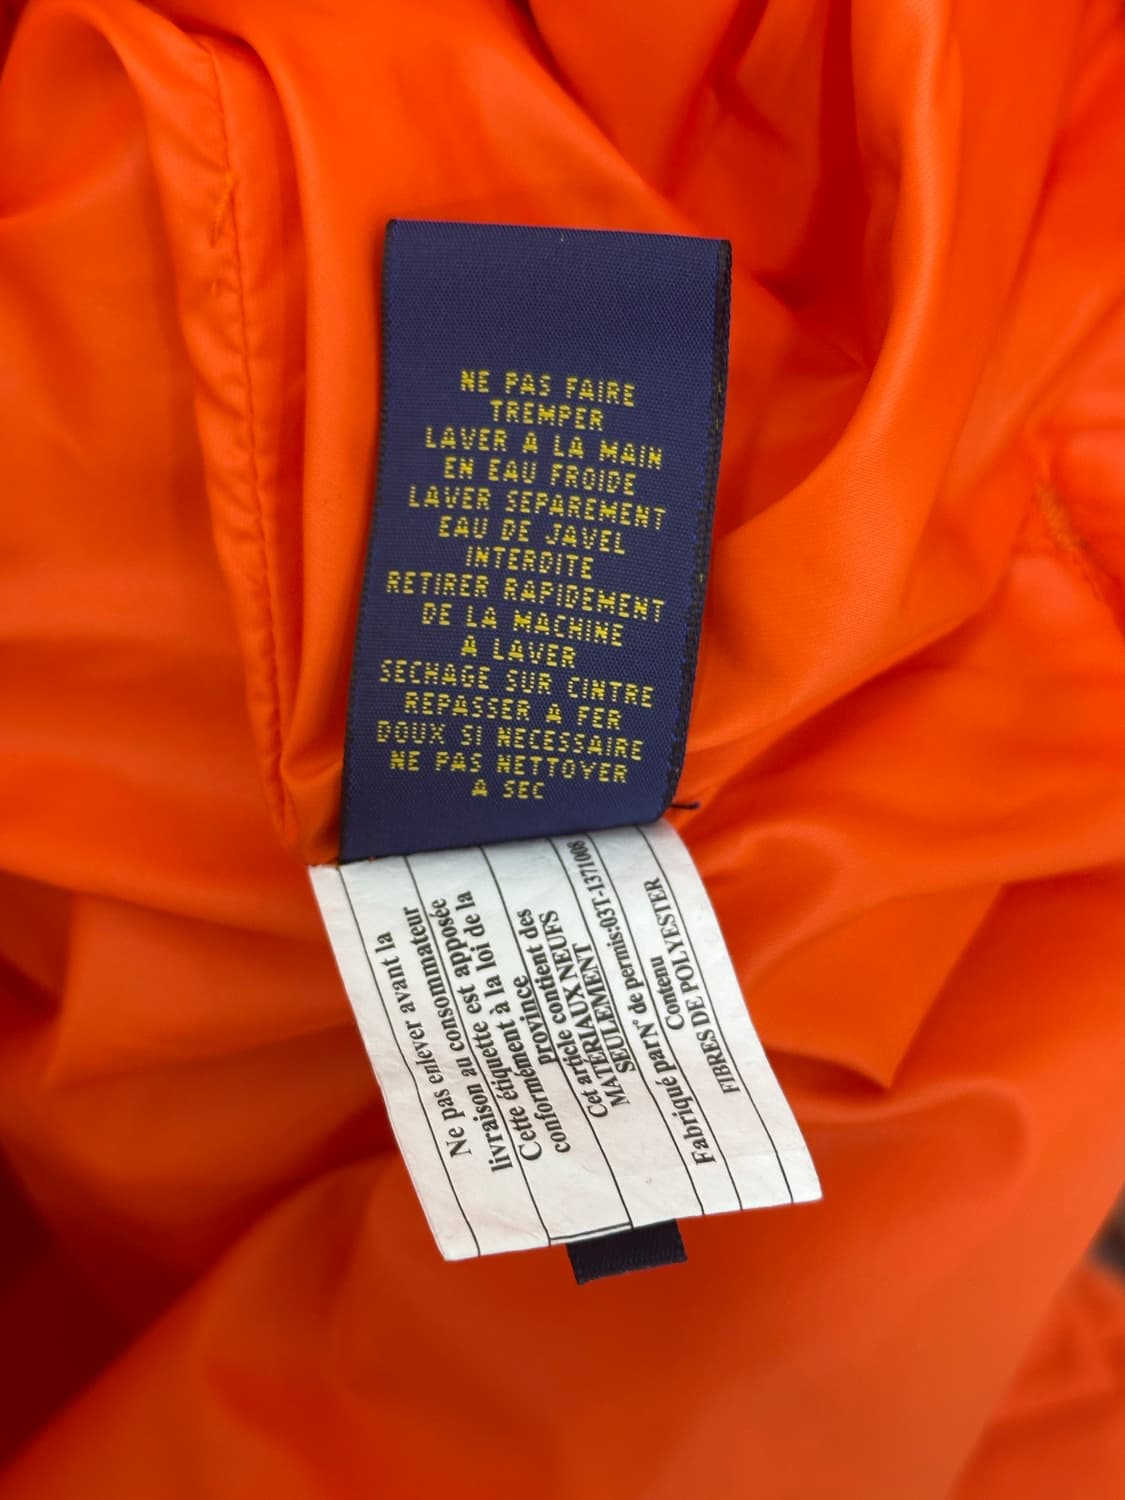 NE PAS FAIRE
TREMPER
LAVER A LA MAIN
EN EAU FROIDE
LAVER SEPAREMENT
EAU DE JAVEL
INTERDITE
RETIRER RAPIDEMENT
DE LA MACHINE
A LAVER
SECHAGE SUR CINTRE
REPASSER A FER
DOUX SI NECESSAIRE
NE PAS NETTOYER
A SEC
Ne pas enlever avant la
livraison au consommateur
Cette étiquette est apposée
conformément à la loi de la
province
Cet article contient des
MATERIAUX NEUFS
SEULEMENT
Fabriqué par N° de permis:03T-1371008
Contenu
FIBRES DE POLYESTER